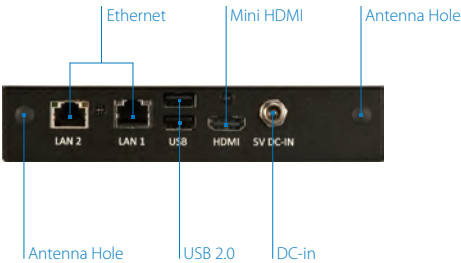 Ethernet
Mini HDMI
Antenna Hole
LAN 2
LAN 1
USB
HDMI
5V DC-IN
Antenna Hole
USB 2.0
DC-in